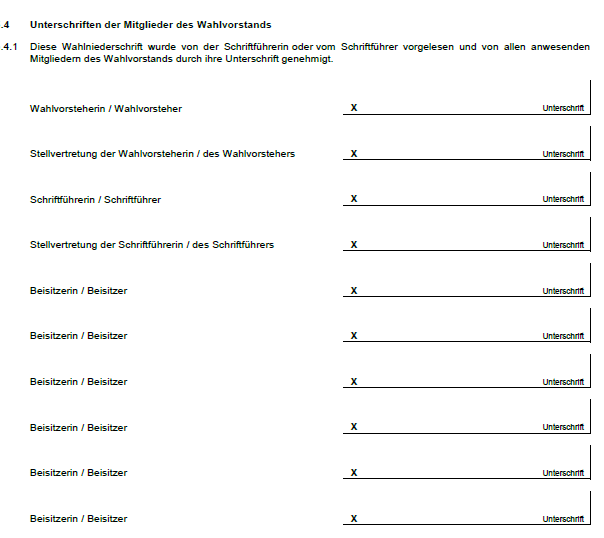 .4 Unterschriften der Mitglieder des Wahlvorstands
.4.1 Diese Wahlniederschrift wurde von der Schriftführerin oder vom Schriftführer vorgelesen und von allen anwesenden
Mitgliedern des Wahlvorstands durch ihre Unterschrift genehmigt.
Wahlvorsteherin / Wahlvorsteher X Unterschrift
Stellvertretung der Wahlvorsteherin / des Wahlvorstehers X Unterschrift
Schriftführerin / Schriftführer X Unterschrift
Stellvertretung der Schriftführerin / des Schriftführers X Unterschrift
Beisitzerin / Beisitzer X Unterschrift
Beisitzerin / Beisitzer X Unterschrift
Beisitzerin / Beisitzer X Unterschrift
Beisitzerin / Beisitzer X Unterschrift
Beisitzerin / Beisitzer X Unterschrift
Beisitzerin / Beisitzer X Unterschrift